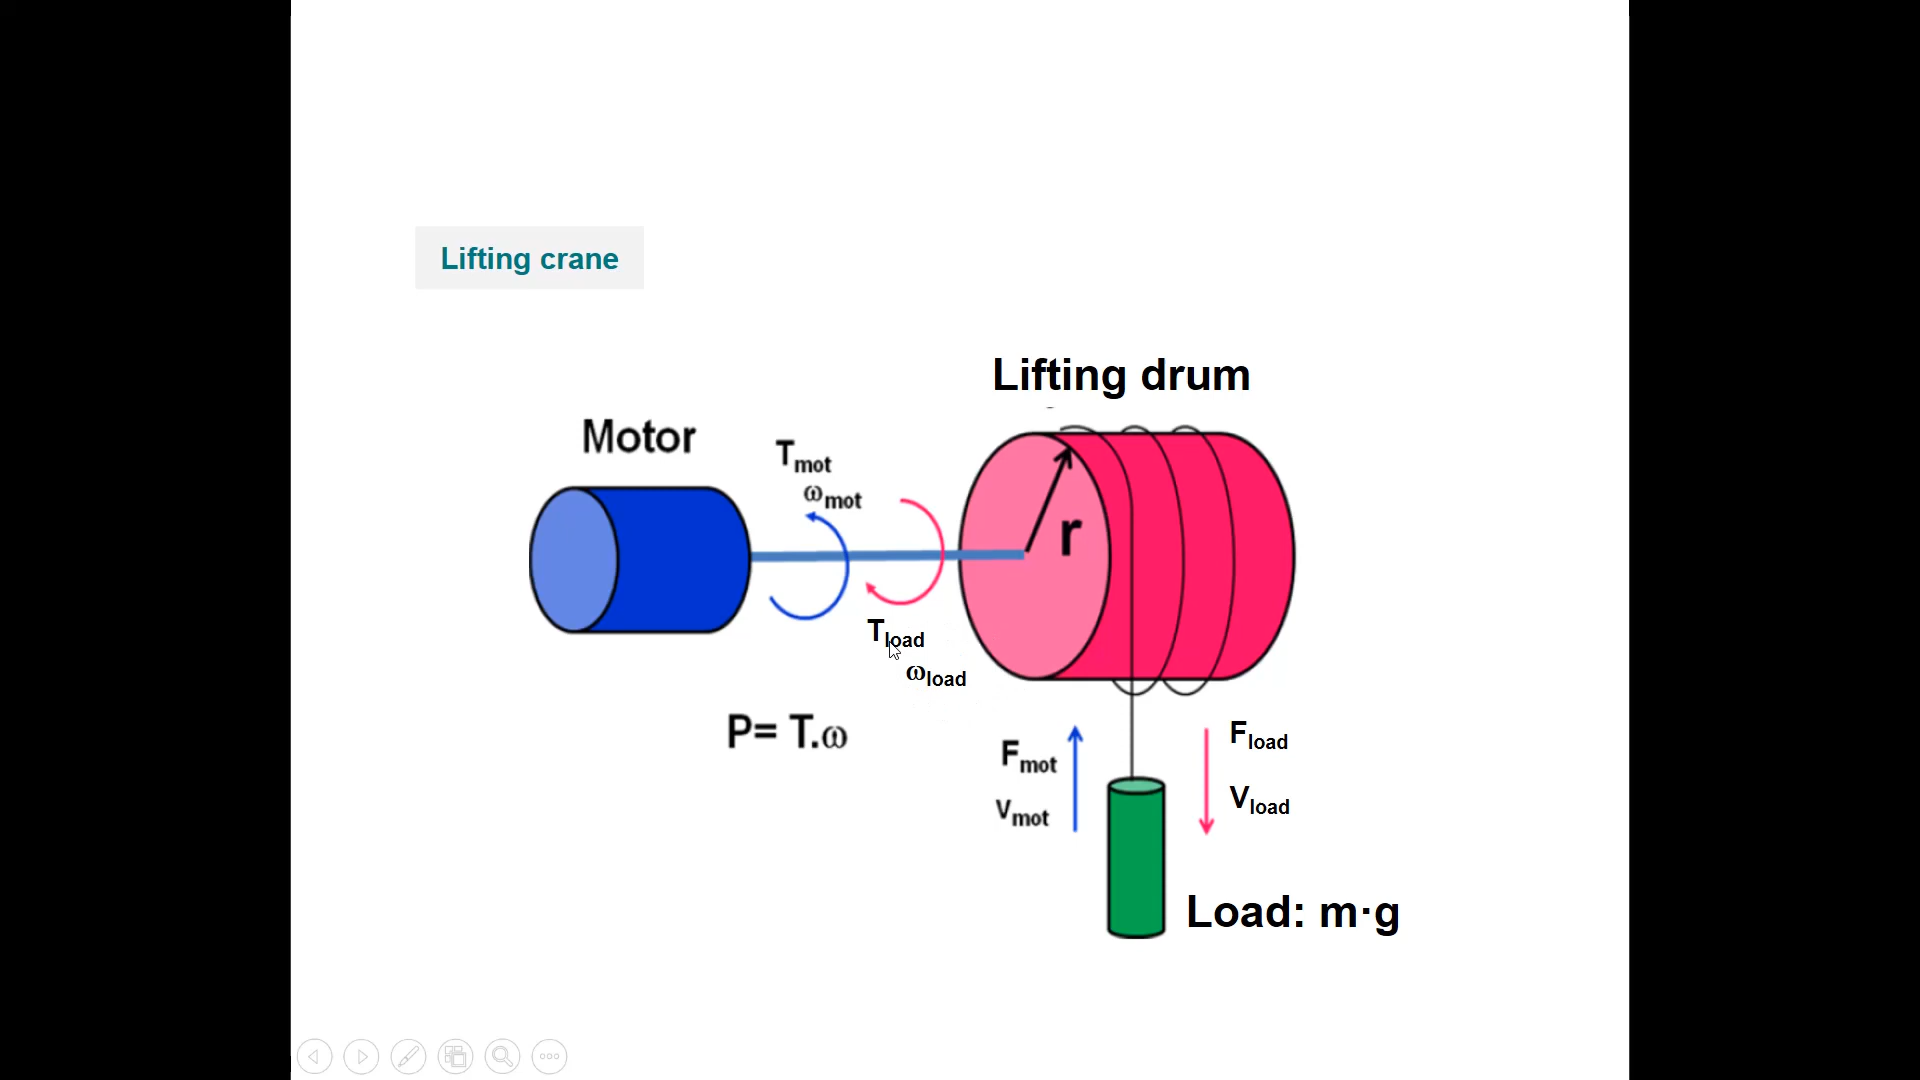 Lifting crane
Lifting drum
Motor
Tmot
ωmot
r
Tload
ωload
P= T.ω
Fmot
Vmot
Fload
Vload
Load: m·g